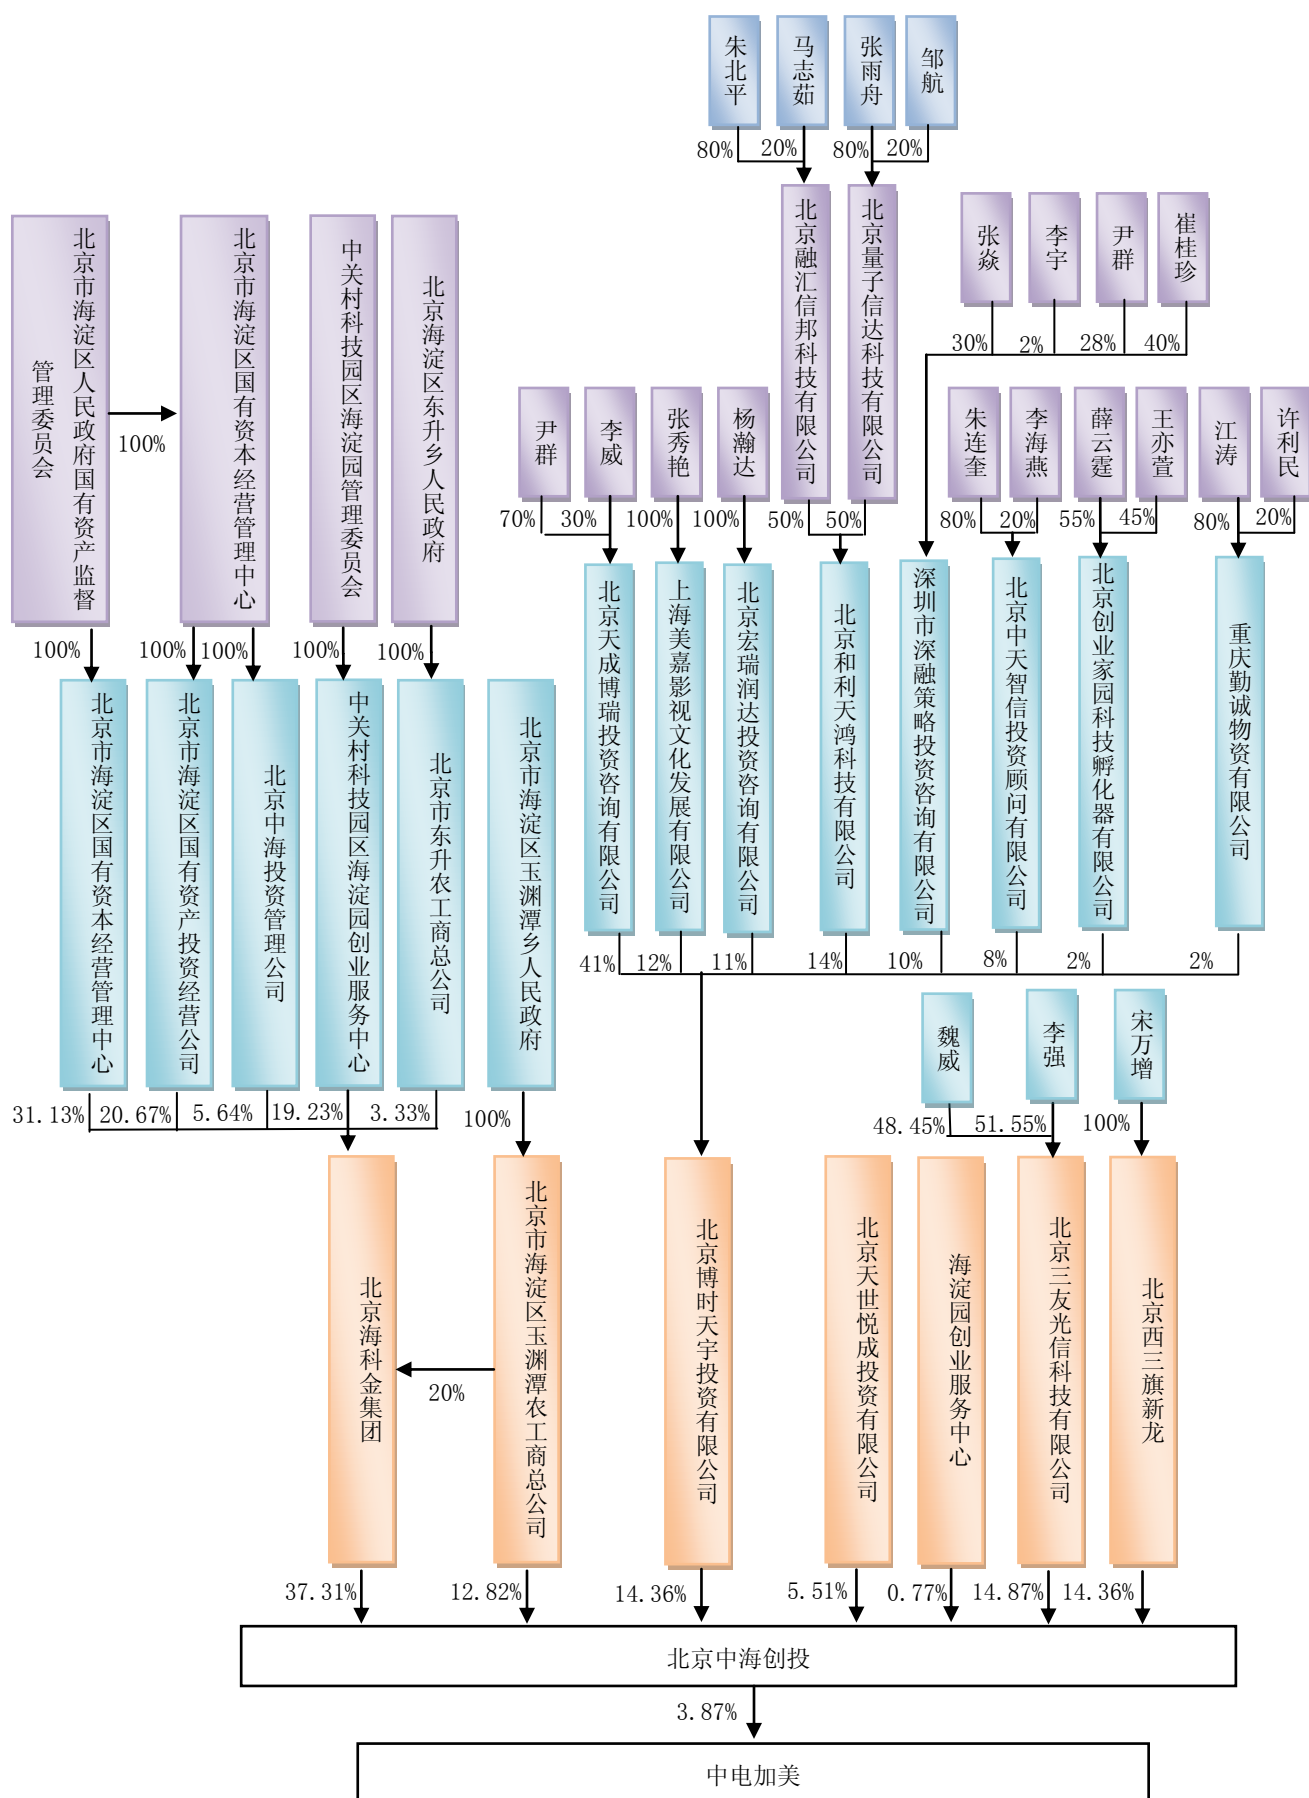 朱北平
马志茹
张雨舟
邹航
80%
20%
80%
20%
北京市海淀区人民政府国有资产监督
管理委员会
100%
北京市海淀区国有资本经营管理中心
中关村科技园区海淀园管理委员会
北京海淀区东升乡人民政府
北京融汇信邦科技有限公司
北京量子信达科技有限公司
张焱
李宇
尹群
崔桂珍
30%
2%
28%
40%
尹群
李威
张秀艳
杨瀚达
朱连奎
李海燕
薛云霆
王亦萱
江涛
许利民
70%
30%
100%
100%
50%
50%
80%
20%
55%
45%
80%
20%
100%
100%
100%
100%
100%
北京天成博瑞投资咨询有限公司
上海美嘉影视文化发展有限公司
北京宏瑞润达投资咨询有限公司
北京和利天鸿科技有限公司
深圳市深融策略投资咨询有限公司
北京中天智信投资顾问有限公司
北京创业家园科技孵化器有限公司
重庆勤诚物资有限公司
北京市海淀区国有资本经营管理中心
北京市海淀区国有资产投资经营公司
北京中海投资管理公司
中关村科技园区海淀园创业服务中心
北京市东升农工商总公司
北京市海淀区玉渊潭乡人民政府
41%
12%
11%
14%
10%
8%
2%
2%
魏威
李强
宋万增
31.13%
20.67%
5.64%
19.23%
3.33%
100%
48.45%
51.55%
100%
北京海科金集团
20%
北京市海淀区玉渊潭农工商总公司
北京博时天宇投资有限公司
北京天世悦成投资有限公司
海淀园创业服务中心
北京三友光信科技有限公司
北京西三旗新龙
37.31%
12.82%
14.36%
5.51%
0.77%
14.87%
14.36%
北京中海创投
3.87%
中电加美